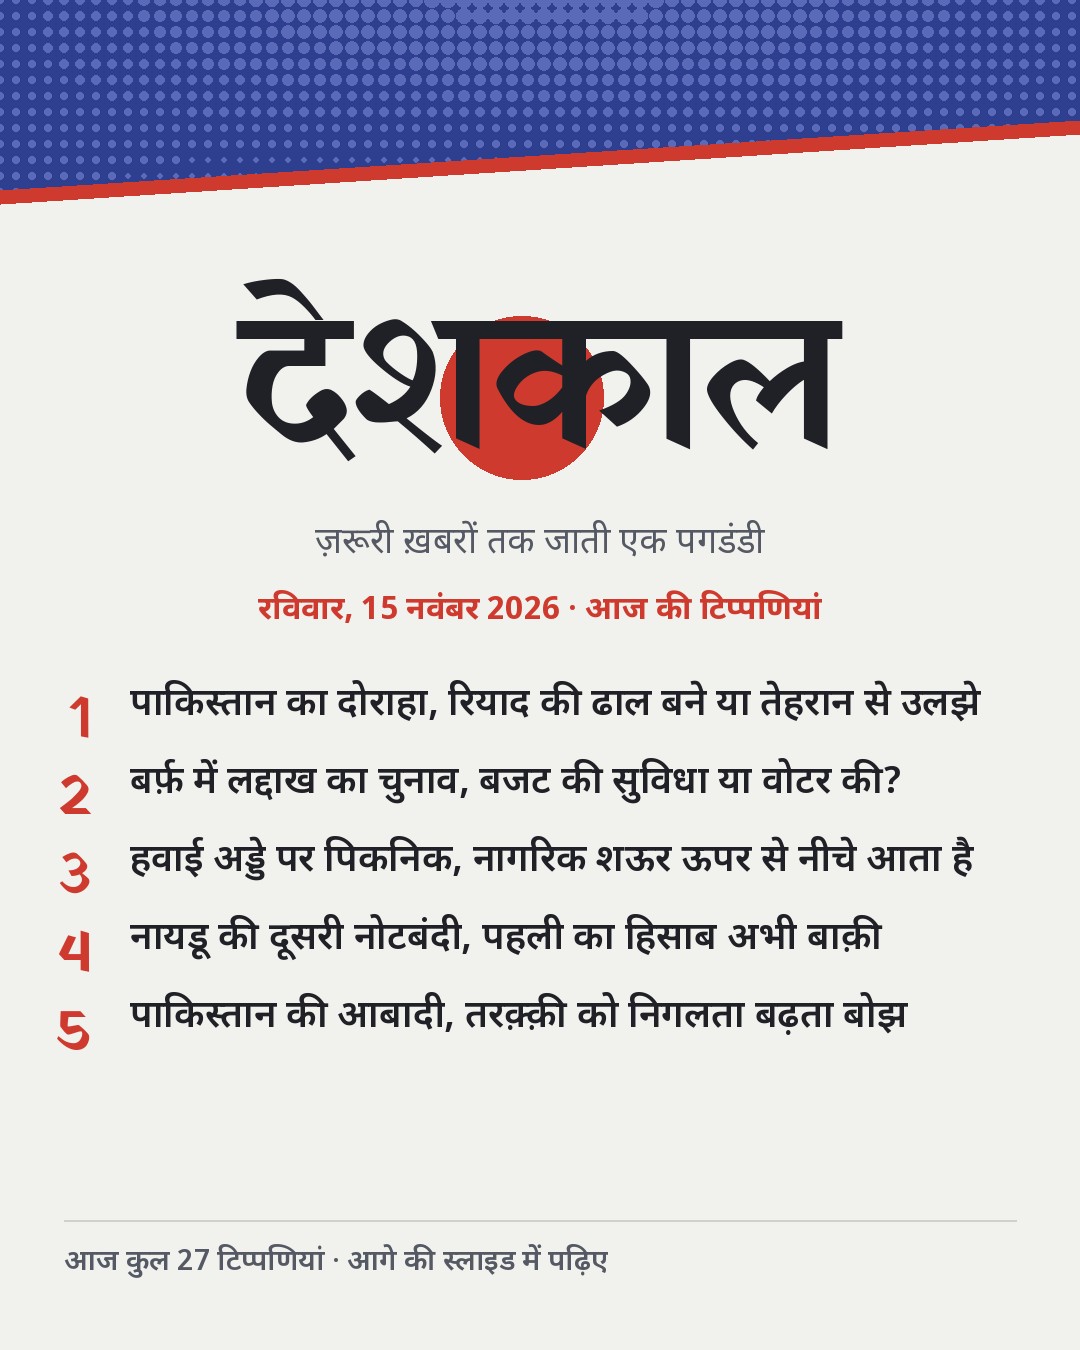 देशकाल
ज़रूरी ख़बरों तक जाती एक पगडंडी
रविवार, 15 नवंबर 2026 · आज की टिप्पणियां
1 पाकिस्तान का दोराहा, रियाद की ढाल बने या तेहरान से उलझे
2 बर्फ़ में लद्दाख का चुनाव, बजट की सुविधा या वोटर की?
3 हवाई अड्डे पर पिकनिक, नागरिक शऊर ऊपर से नीचे आता है
4 नायडू की दूसरी नोटबंदी, पहली का हिसाब अभी बाक़ी
5 पाकिस्तान की आबादी, तरक़्क़ी को निगलता बढ़ता बोझ
आज कुल 27 टिप्पणियां · आगे की स्लाइड में पढ़िए